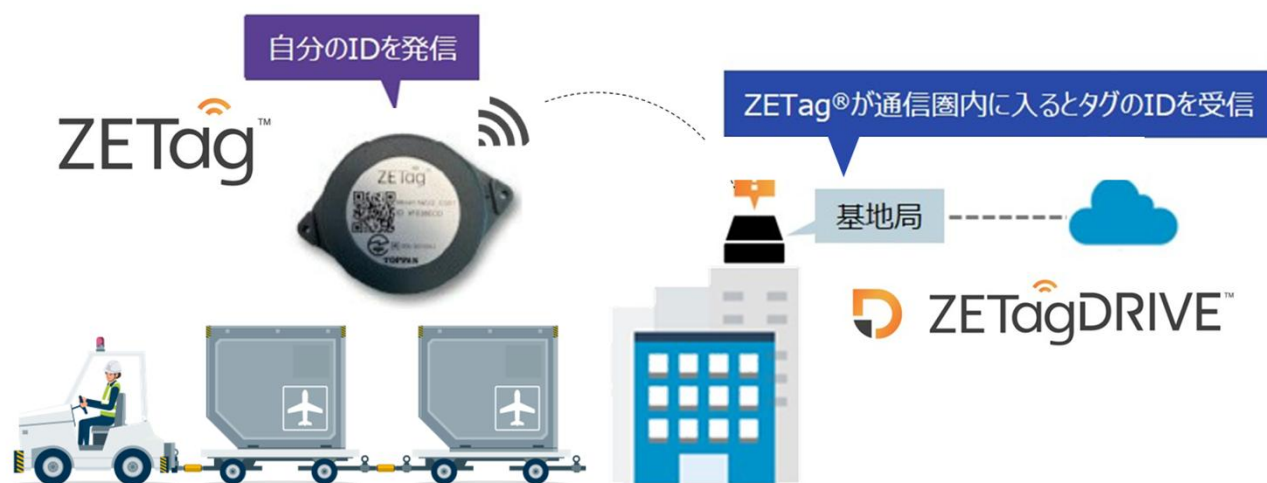 自分のIDを発信
ZETag™
ZETag®が通信圏内に入るとタグのIDを受信
ZETag
TOPPAN
基地局
ZETagDRIVE™